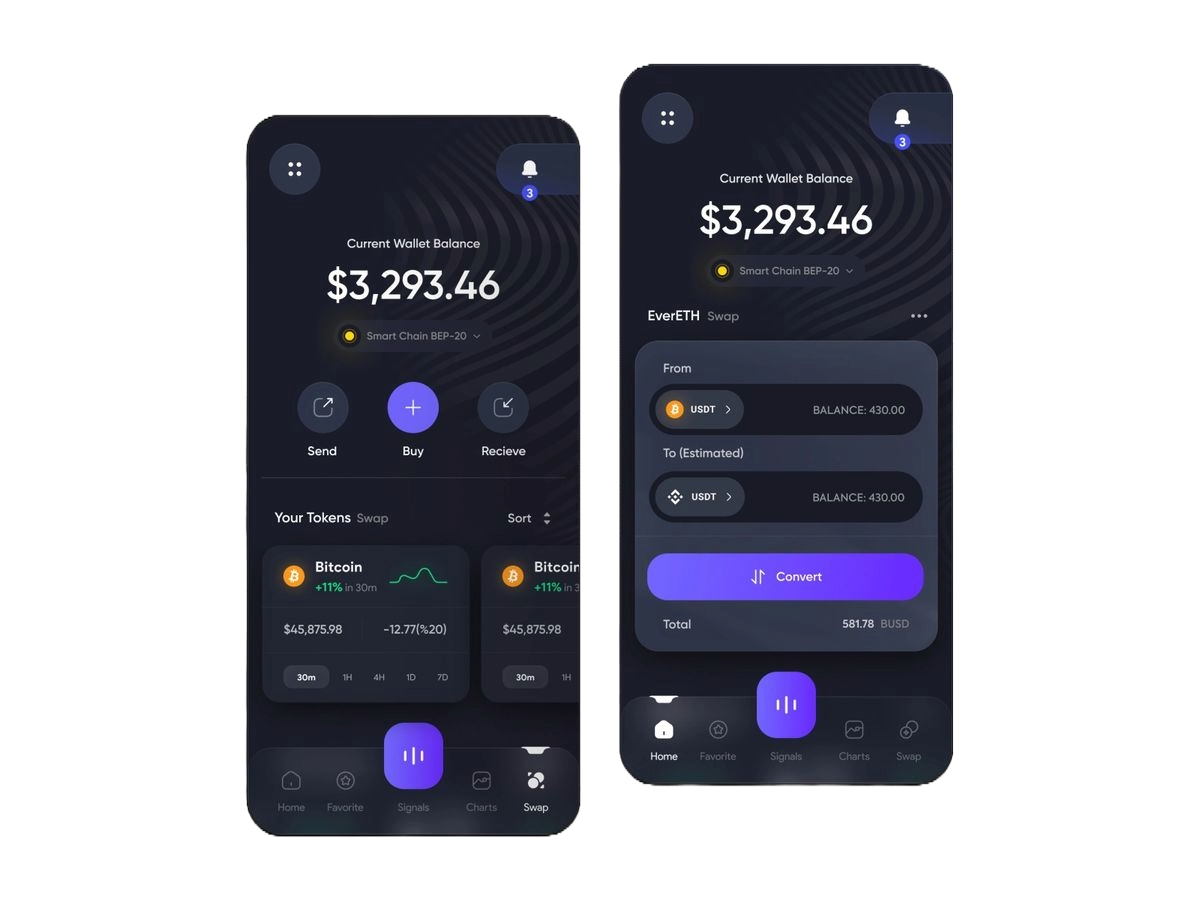 3
Current Wallet Balance
$3,293.46
Smart Chain BEP-20
Send Buy Recieve
Your Tokens Swap Sort
Bitcoin
+11% in 30m
$45,875.98 -12.77(%20)
30m 1H 4H 1D 7D
Bitcoin
+11% in 3
$45,875.98
30m 1H
Home Favorite Signals Charts Swap
3
Current Wallet Balance
$3,293.46
Smart Chain BEP-20
EverETH Swap
From
USDT BALANCE: 430.00
To (Estimated)
USDT BALANCE: 430.00
Convert
Total 581.78 BUSD
Home Favorite Signals Charts Swap